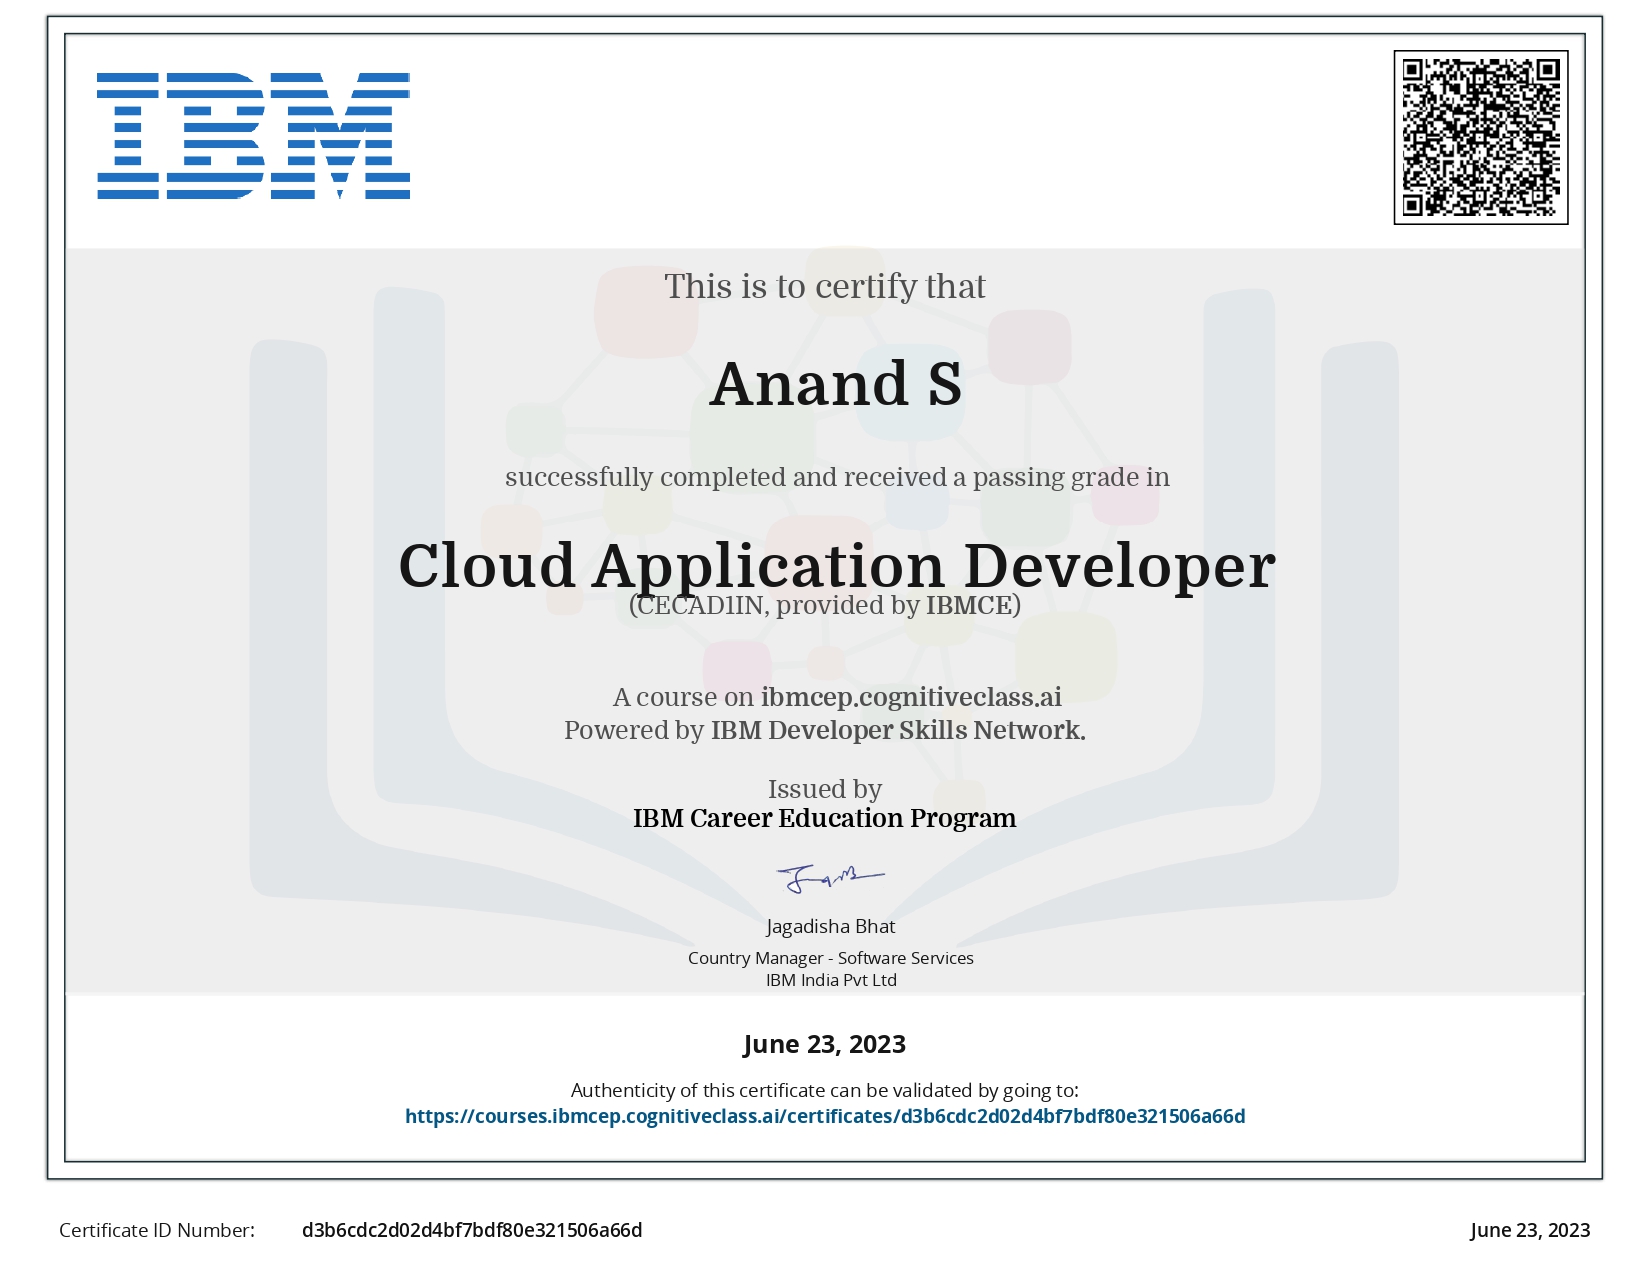 IBM
This is to certify that
Anand S
successfully completed and received a passing grade in
Cloud Application Developer
(CECAD1IN, provided by IBMCE)
A course on ibmcep.cognitiveclass.ai
Powered by IBM Developer Skills Network.
Issued by
IBM Career Education Program
Jagadisha Bhat
Country Manager - Software Services
IBM India Pvt Ltd
June 23, 2023
Authenticity of this certificate can be validated by going to:
https://courses.ibmcep.cognitiveclass.ai/certificates/d3b6cdc2d02d4bf7bdf80e321506a66d
Certificate ID Number: d3b6cdc2d02d4bf7bdf80e321506a66d June 23, 2023